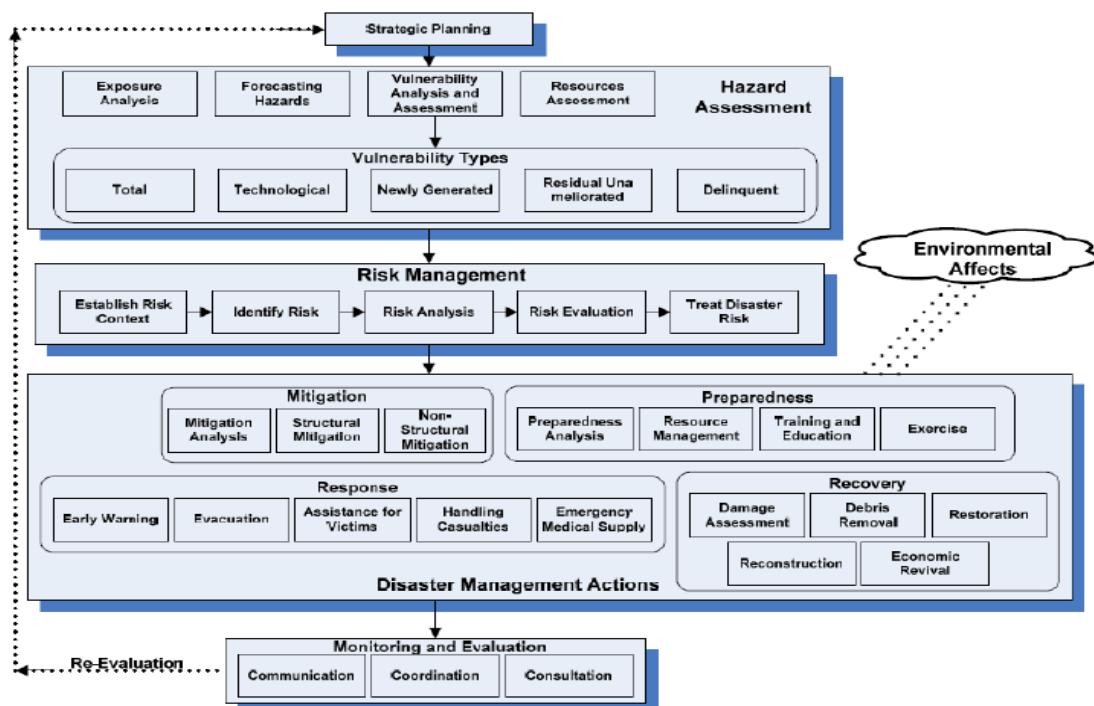 Strategic Planning
Exposure
Analysis
Forecasting
Hazards
Vulnerability
Analysis and
Assessment
Resources
Assessment
Hazard
Assessment
Vulnerability Types
Total
Technological
Newly Generated
Residual Una
meliorated
Delinquent
Environmental
Affects
Risk Management
Establish Risk
Context
Identify Risk
Risk Analysis
Risk Evaluation
Treat Disaster
Risk
Mitigation
Mitigation
Analysis
Structural
Mitigation
Non-
Structural
Mitigation
Preparedness
Preparedness
Analysis
Resource
Management
Training and
Education
Exercise
Response
Early Warning
Evacuation
Assistance for
Victims
Handling
Casualties
Emergency
Medical Supply
Recovery
Damage
Assessment
Debris
Removal
Restoration
Reconstruction
Economic
Revival
Disaster Management Actions
Monitoring and Evaluation
Communication
Coordination
Consultation
Re-Evaluation